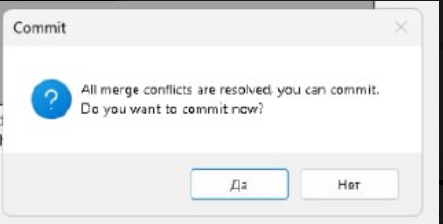 Commit
All merge conflicts are resolved, you can commit.
Do you want to commit now?
Да
Нет